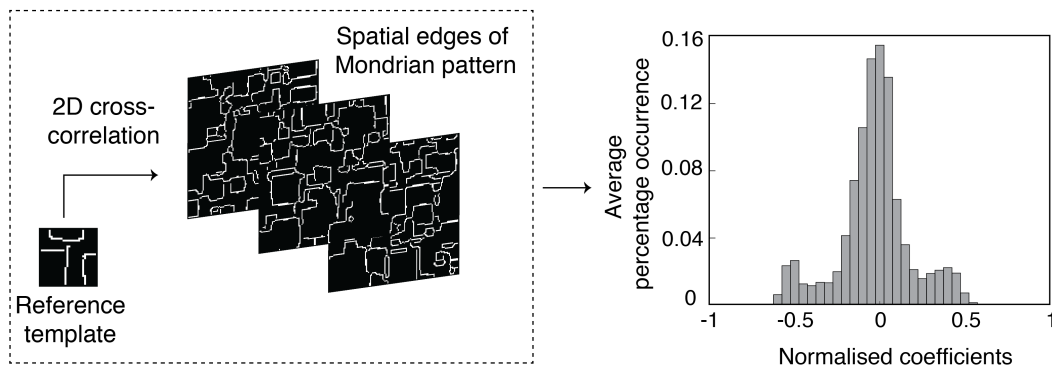 Spatial edges of
Mondrian pattern
2D cross-
correlation
Reference
template
Average
percentage occurrence
0.16
0.12
0.08
0.04
0
-1
-0.5
0
0.5
1
Normalised coefficients